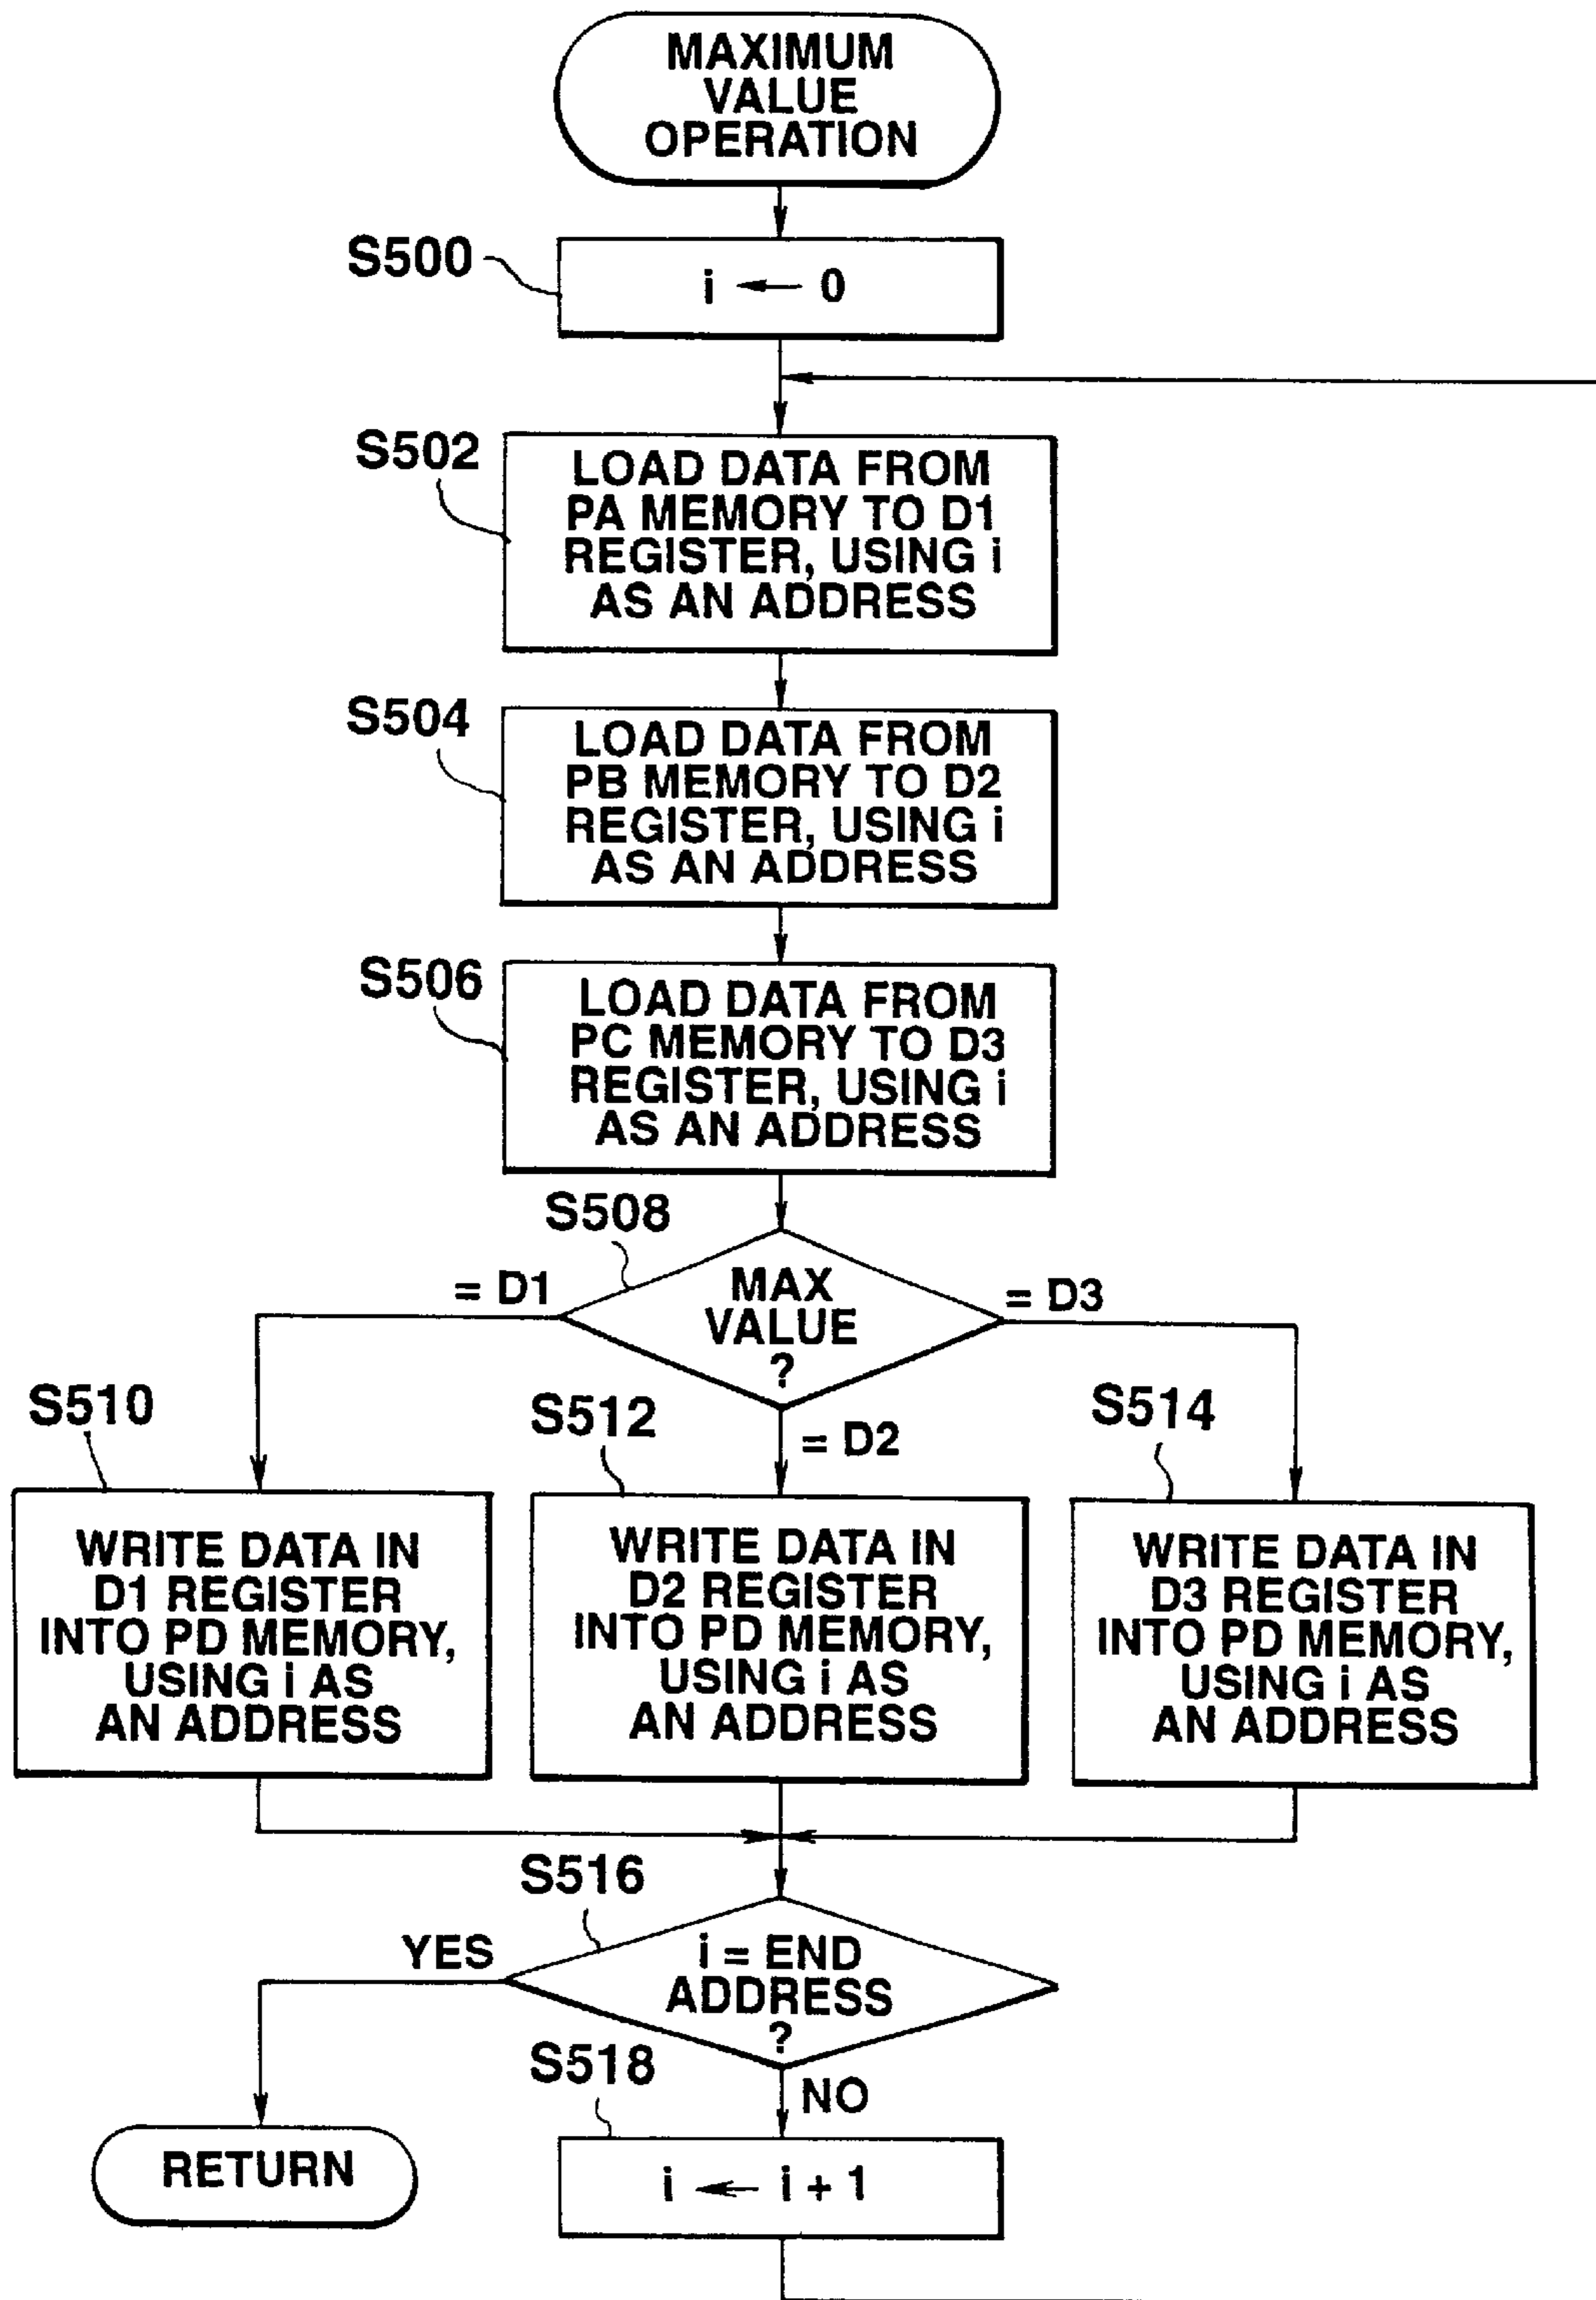 MAXIMUM
VALUE
OPERATION
S500
i ← 0
S502
LOAD DATA FROM
PA MEMORY TO D1
REGISTER, USING i
AS AN ADDRESS
S504
LOAD DATA FROM
PB MEMORY TO D2
REGISTER, USING i
AS AN ADDRESS
S506
LOAD DATA FROM
PC MEMORY TO D3
REGISTER, USING i
AS AN ADDRESS
S508
MAX
VALUE
?
= D1
= D2
= D3
S510
WRITE DATA IN
D1 REGISTER
INTO PD MEMORY,
USING i AS
AN ADDRESS
S512
WRITE DATA IN
D2 REGISTER
INTO PD MEMORY,
USING i AS
AN ADDRESS
S514
WRITE DATA IN
D3 REGISTER
INTO PD MEMORY,
USING i AS
AN ADDRESS
S516
i = END
ADDRESS
?
YES
NO
RETURN
S518
i ← i + 1